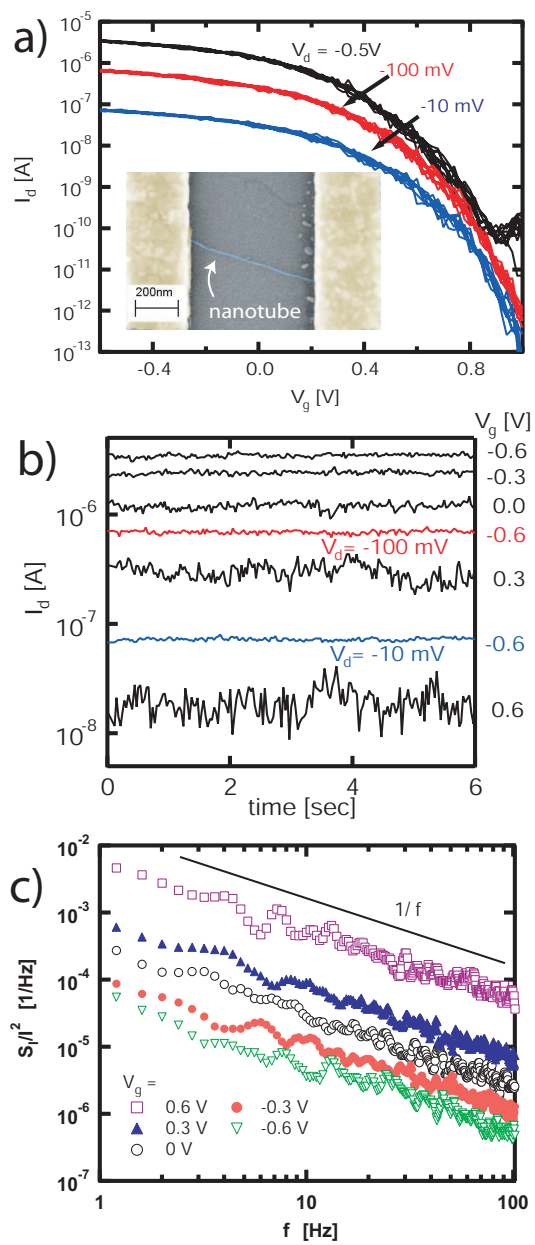 a)
10^-5
10^-6
10^-7
10^-8
10^-9
10^-10
10^-11
10^-12
10^-13
I_d [A]
V_d = -0.5V
-100 mV
-10 mV
200nm
nanotube
-0.4
0.0
0.4
0.8
V_g [V]
b)
V_g [V]
-0.6
-0.3
0.0
-0.6
0.3
-0.6
0.6
10^-6
10^-7
10^-8
I_d [A]
V_d= -100 mV
V_d= -10 mV
0
2
4
6
time [sec]
c)
10^-2
10^-3
10^-4
10^-5
10^-6
10^-7
S_I/I^2 [1/Hz]
1/ f
V_g =
0.6 V
-0.3 V
0.3 V
-0.6 V
0 V
1
10
100
f [Hz]